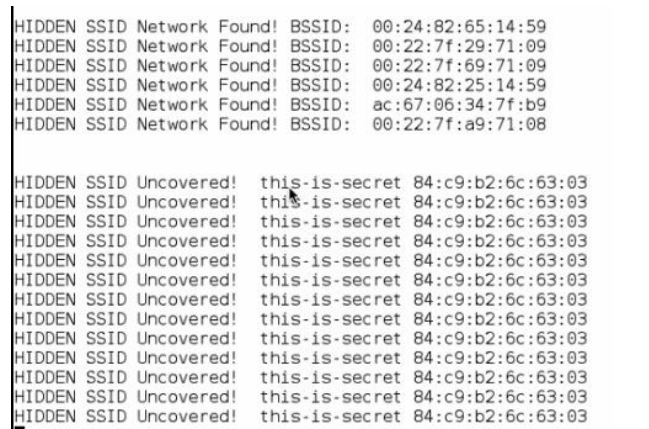 HIDDEN SSID Network Found! BSSID:  00:24:82:65:14:59
HIDDEN SSID Network Found! BSSID:  00:22:7f:29:71:09
HIDDEN SSID Network Found! BSSID:  00:22:7f:69:71:09
HIDDEN SSID Network Found! BSSID:  00:24:82:25:14:59
HIDDEN SSID Network Found! BSSID:  ac:67:06:34:7f:b9
HIDDEN SSID Network Found! BSSID:  00:22:7f:a9:71:08
HIDDEN SSID Uncovered!  this-is-secret 84:c9:b2:6c:63:03
HIDDEN SSID Uncovered!  this-is-secret 84:c9:b2:6c:63:03
HIDDEN SSID Uncovered!  this-is-secret 84:c9:b2:6c:63:03
HIDDEN SSID Uncovered!  this-is-secret 84:c9:b2:6c:63:03
HIDDEN SSID Uncovered!  this-is-secret 84:c9:b2:6c:63:03
HIDDEN SSID Uncovered!  this-is-secret 84:c9:b2:6c:63:03
HIDDEN SSID Uncovered!  this-is-secret 84:c9:b2:6c:63:03
HIDDEN SSID Uncovered!  this-is-secret 84:c9:b2:6c:63:03
HIDDEN SSID Uncovered!  this-is-secret 84:c9:b2:6c:63:03
HIDDEN SSID Uncovered!  this-is-secret 84:c9:b2:6c:63:03
HIDDEN SSID Uncovered!  this-is-secret 84:c9:b2:6c:63:03
HIDDEN SSID Uncovered!  this-is-secret 84:c9:b2:6c:63:03
HIDDEN SSID Uncovered!  this-is-secret 84:c9:b2:6c:63:03